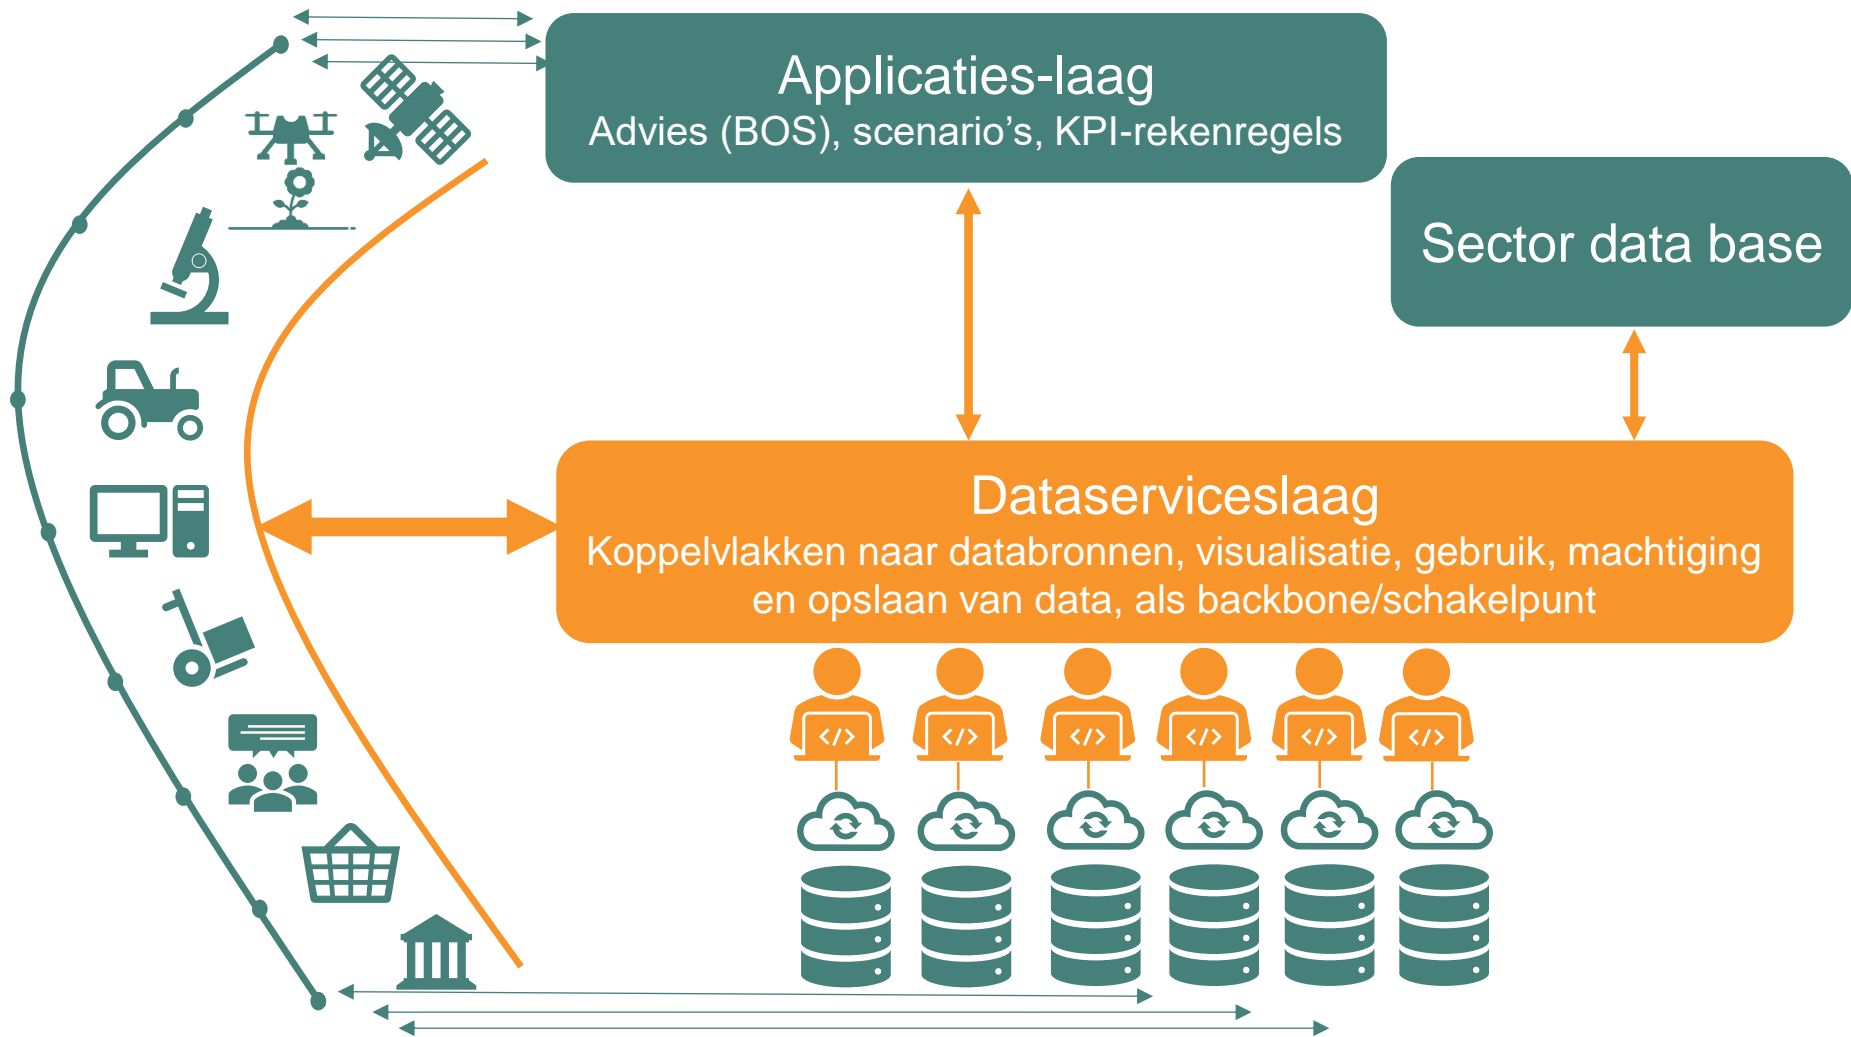 Applicaties-laag
Advies (BOS), scenario’s, KPI-rekenregels
Sector data base
Dataserviceslaag
Koppelvlakken naar databronnen, visualisatie, gebruik, machtiging
en opslaan van data, als backbone/schakelpunt
</>
</>
</>
</>
</>
</>